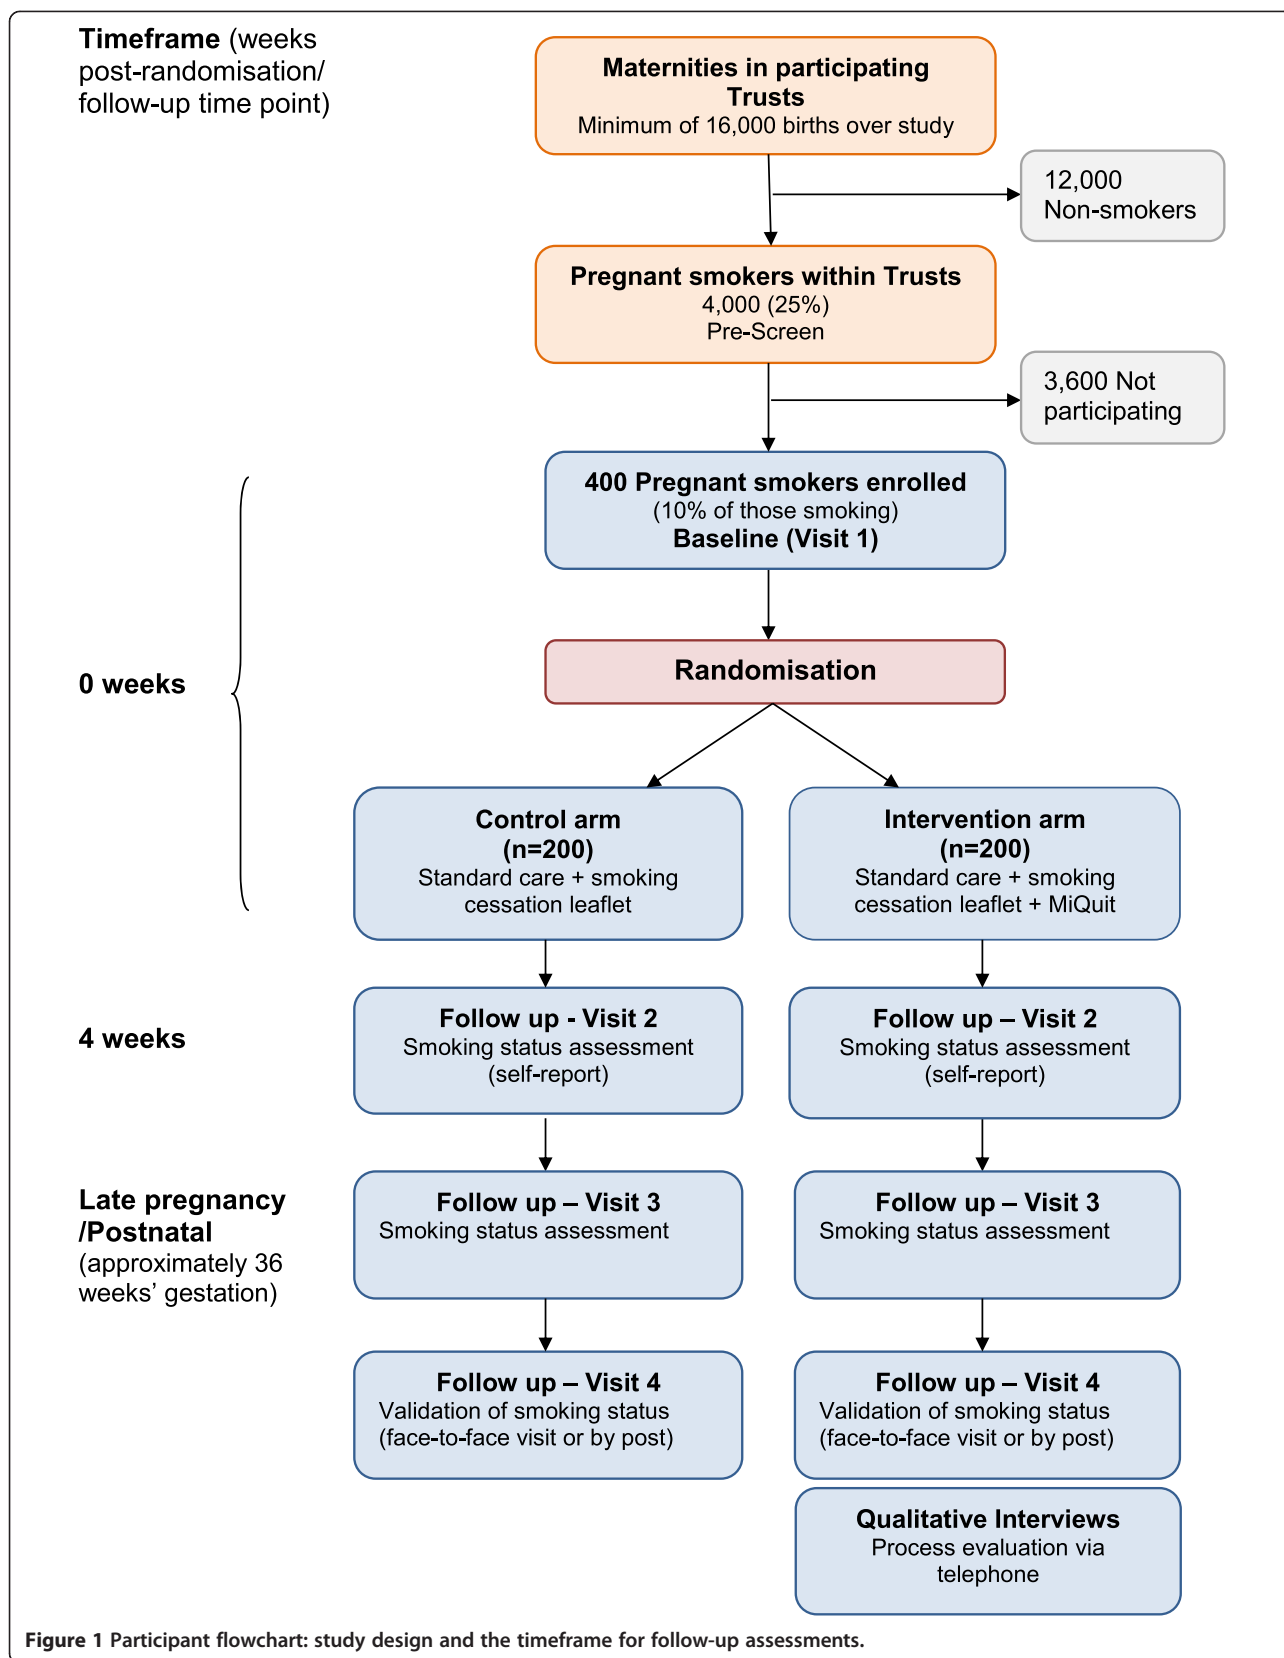 Timeframe (weeks
post-randomisation/
follow-up time point)
Maternities in participating
Trusts
Minimum of 16,000 births over study
12,000
Non-smokers
Pregnant smokers within Trusts
4,000 (25%)
Pre-Screen
3,600 Not
participating
400 Pregnant smokers enrolled
(10% of those smoking)
Baseline (Visit 1)
Randomisation
0 weeks
Control arm
(n=200)
Standard care + smoking
cessation leaflet
Intervention arm
(n=200)
Standard care + smoking
cessation leaflet + MiQuit
4 weeks
Follow up - Visit 2
Smoking status assessment
(self-report)
Follow up – Visit 2
Smoking status assessment
(self-report)
Late pregnancy
/Postnatal
(approximately 36
weeks’ gestation)
Follow up – Visit 3
Smoking status assessment
Follow up – Visit 3
Smoking status assessment
Follow up – Visit 4
Validation of smoking status
(face-to-face visit or by post)
Follow up – Visit 4
Validation of smoking status
(face-to-face visit or by post)
Qualitative Interviews
Process evaluation via
telephone
Figure 1 Participant flowchart: study design and the timeframe for follow-up assessments.